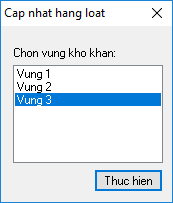 Cap nhat hang loat
Chon vung kho khan:
Vung 1
Vung 2
Vung 3
Thuc hien